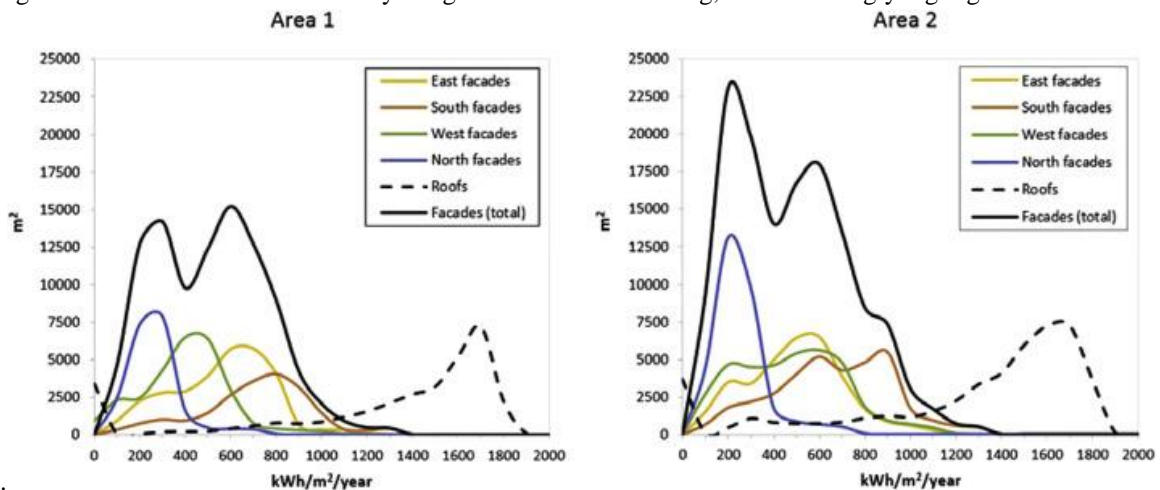 Area 1
Area 2
25000
22500
20000
17500
15000
12500
10000
7500
5000
2500
0
m²
0 200 400 600 800 1000 1200 1400 1600 1800 2000
kWh/m²/year
East facades
South facades
West facades
North facades
Roofs
Facades (total)
25000
22500
20000
17500
15000
12500
10000
7500
5000
2500
0
m²
0 200 400 600 800 1000 1200 1400 1600 1800 2000
kWh/m²/year
East facades
South facades
West facades
North facades
Roofs
Facades (total)
.